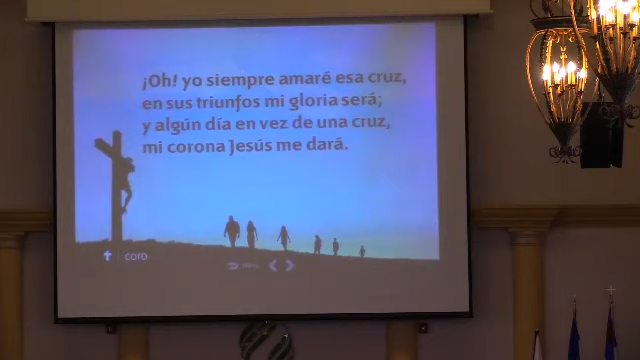 ¡Oh! yo siempre amaré esa cruz,
en sus triunfos mi gloria será;
y algún día en vez de una cruz,
mi corona Jesús me dará.
coro